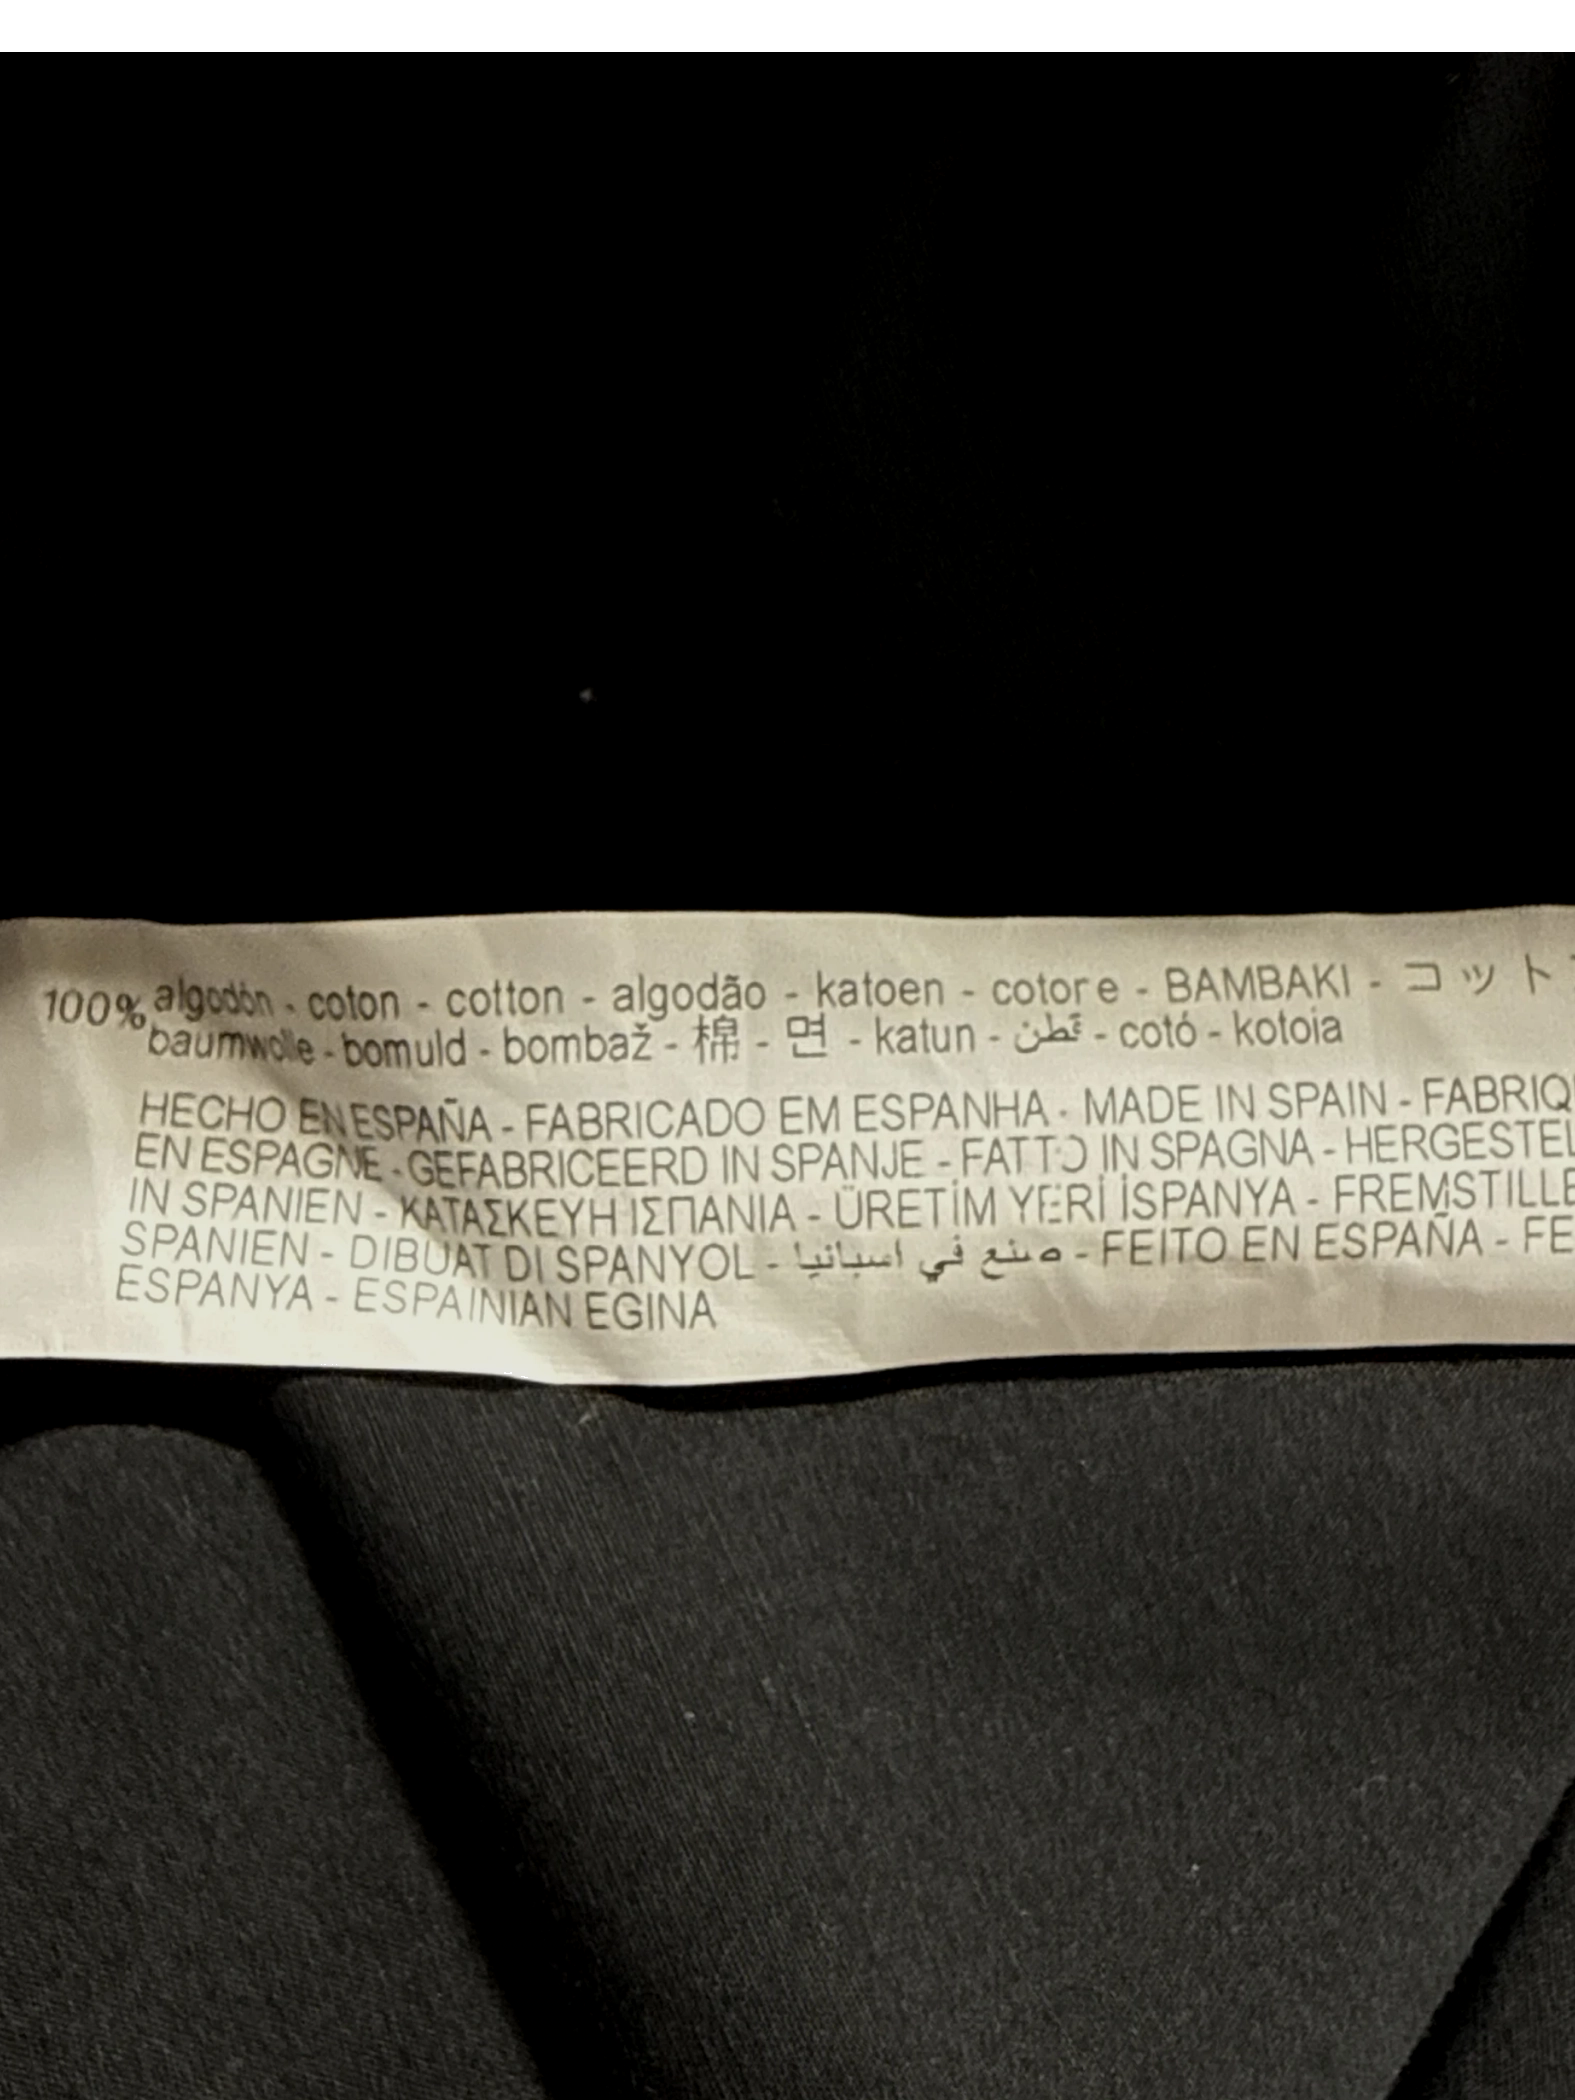 100% algodón - coton - cotton - algodão - katoen - cotore - BAMBAKI - コット
baumwolle - bomuld - bombaž - 棉 - 면 - katun - قطن - cotó - kotoia
HECHO EN ESPAÑA - FABRICADO EM ESPANHA - MADE IN SPAIN - FABRIQ
EN ESPAGNE - GEFABRICEERD IN SPANJE - FATTO IN SPAGNA - HERGESTEL
IN SPANIEN - ΚΑΤΑΣΚΕΥΗ ΙΣΠΑΝΙΑ - ÜRETİM YERİ İSPANYA - FREMSTILLE
SPANIEN - DIBUAT DI SPANYOL - صنع في اسبانيا - FEITO EN ESPAÑA - FE
ESPANYA - ESPAINIAN EGINA